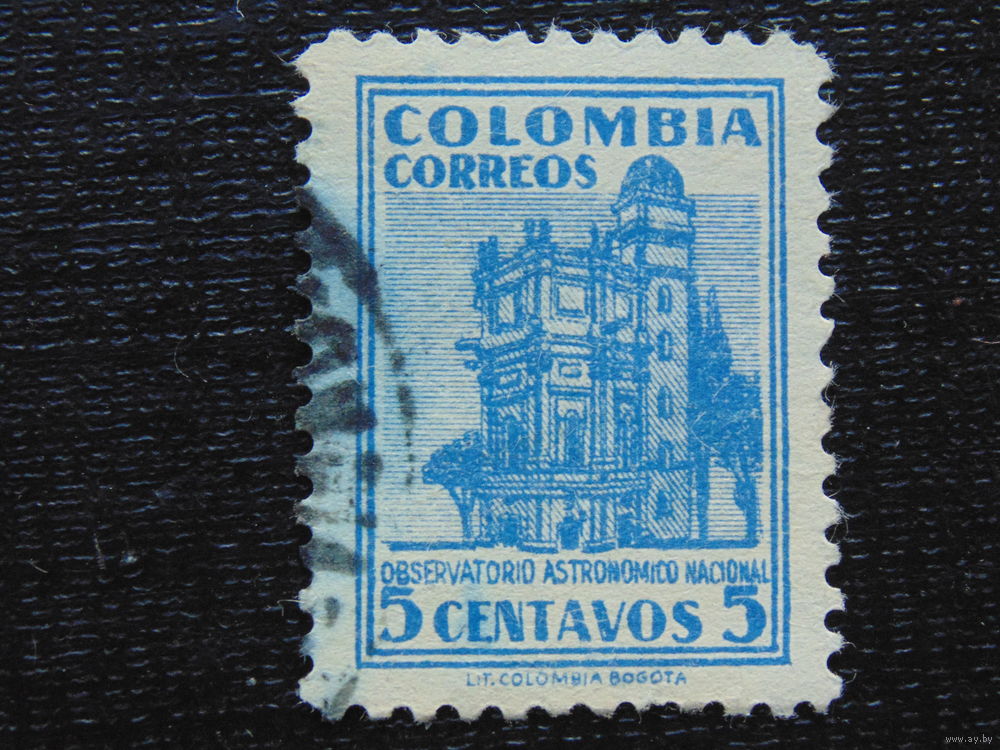 COLOMBIA
CORREOS
OBSERVATORIO ASTRONOMICO NACIONAL
5 CENTAVOS 5
LIT. COLOMBIA BOGOTA
www.ay.by